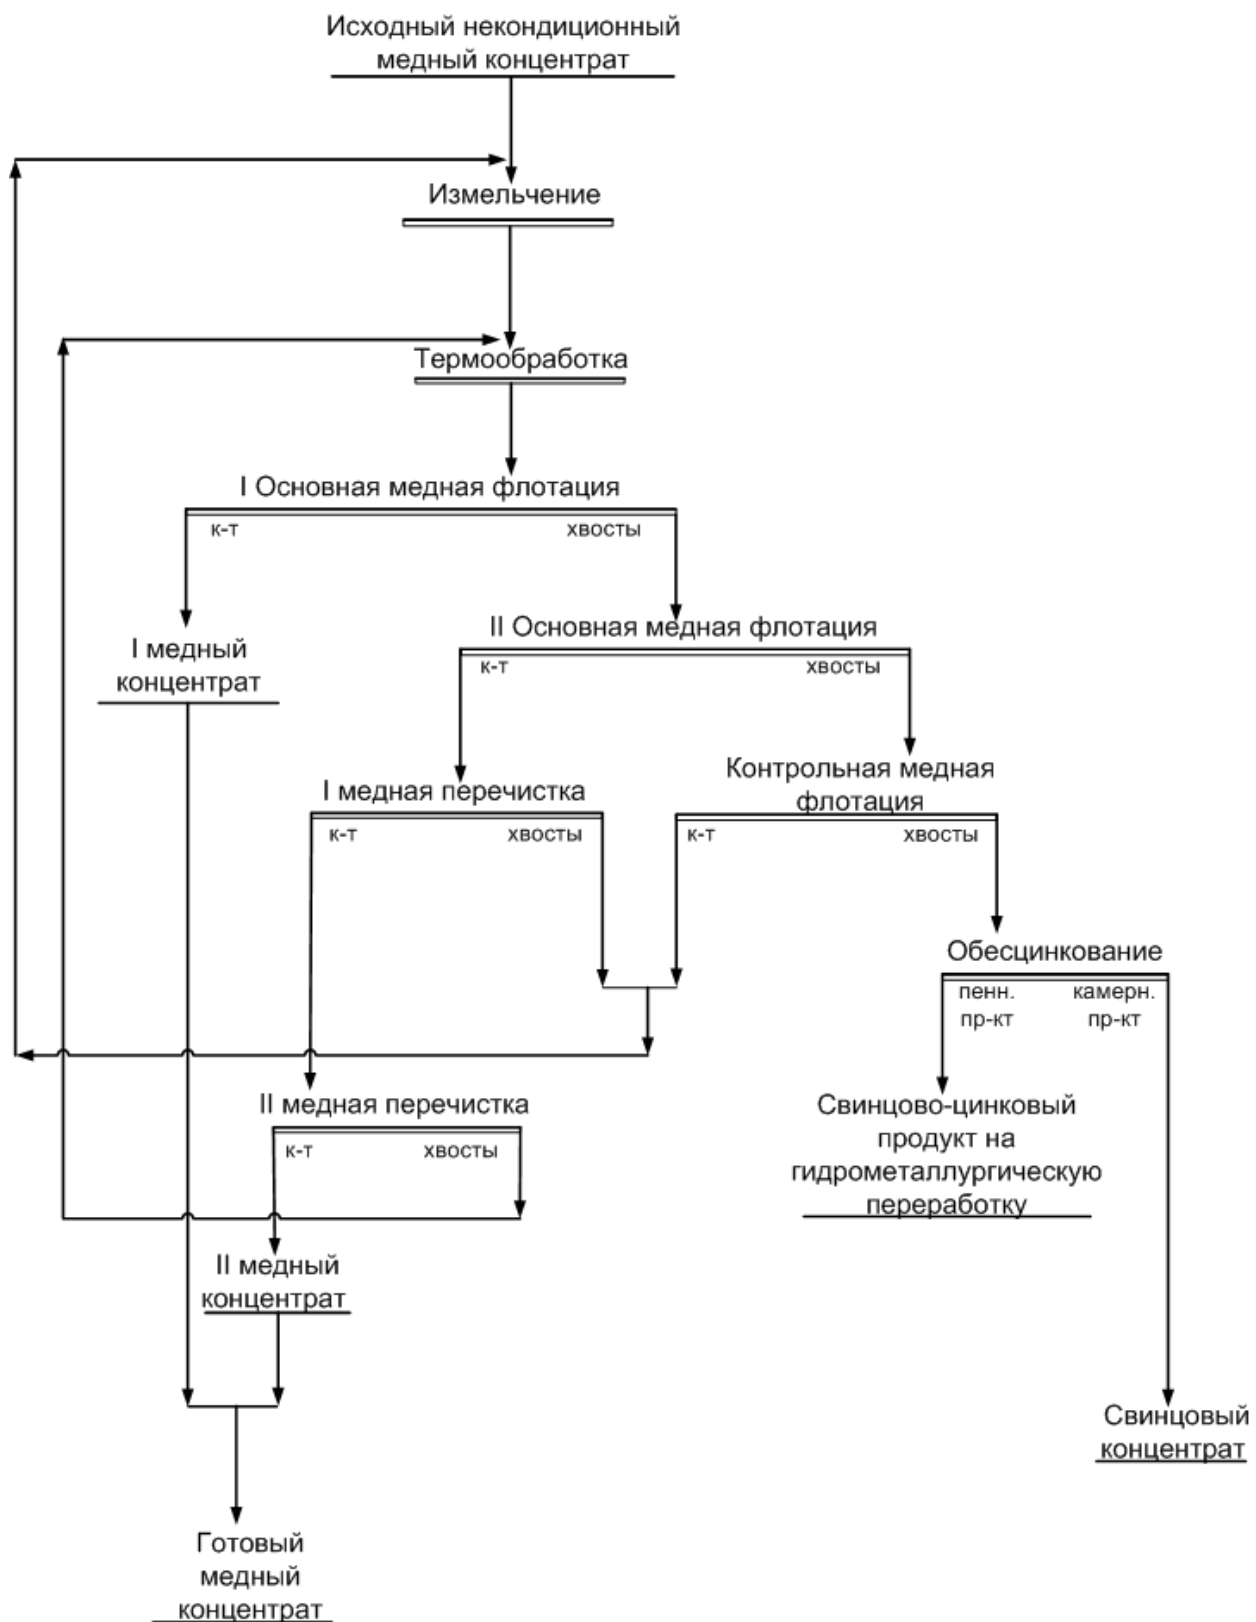 Исходный некондиционный
медный концентрат
Измельчение
Термообработка
I Основная медная флотация
к-т
хвосты
I медный
концентрат
II Основная медная флотация
к-т
хвосты
I медная перечистка
к-т
хвосты
Контрольная медная
флотация
к-т
хвосты
Обесцинкование
пенн.
пр-кт
камерн.
пр-кт
II медная перечистка
к-т
хвосты
Свинцово-цинковый
продукт на
гидрометаллургическую
переработку
II медный
концентрат
Свинцовый
концентрат
Готовый
медный
концентрат